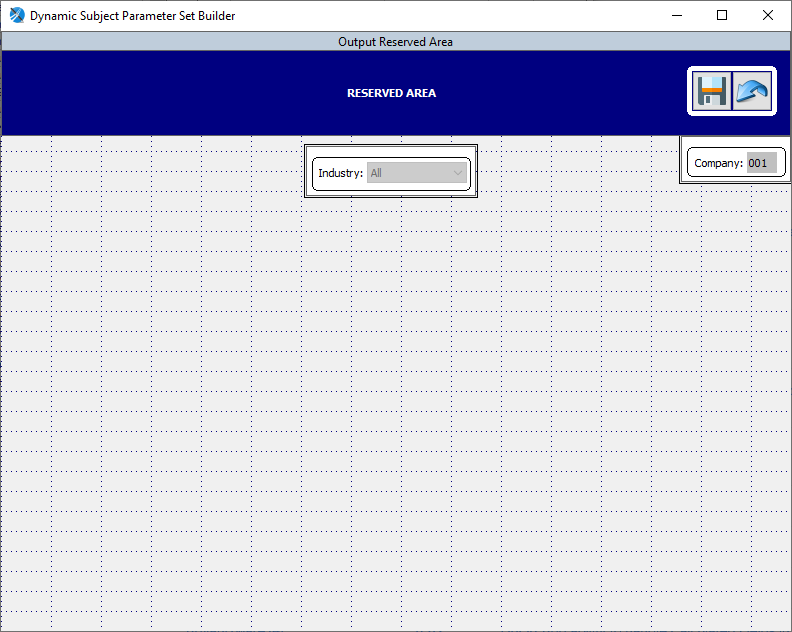 Dynamic Subject Parameter Set Builder
Output Reserved Area
RESERVED AREA
Company: 001
Industry: All